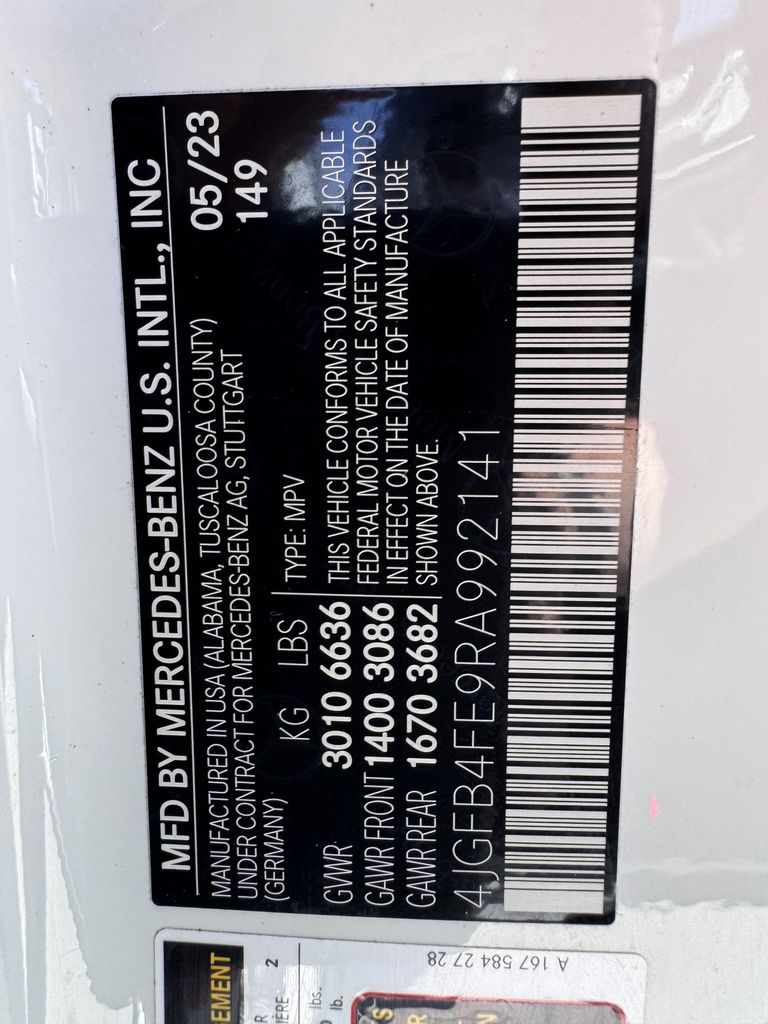 MFD BY MERCEDES-BENZ U.S. INTL., INC
MANUFACTURED IN USA (ALABAMA, TUSCALOOSA COUNTY) 05/23
UNDER CONTRACT FOR MERCEDES-BENZ AG, STUTTGART 149
(GERMANY)
KG LBS TYPE: MPV
GVWR 3010 6636
GAWR FRONT 1400 3086
GAWR REAR 1670 3682
THIS VEHICLE CONFORMS TO ALL APPLICABLE
FEDERAL MOTOR VEHICLE SAFETY STANDARDS
IN EFFECT ON THE DATE OF MANUFACTURE
SHOWN ABOVE.
4JGFB4FE9RA992141
A 167 584 27 28
2
lbs.
lb.